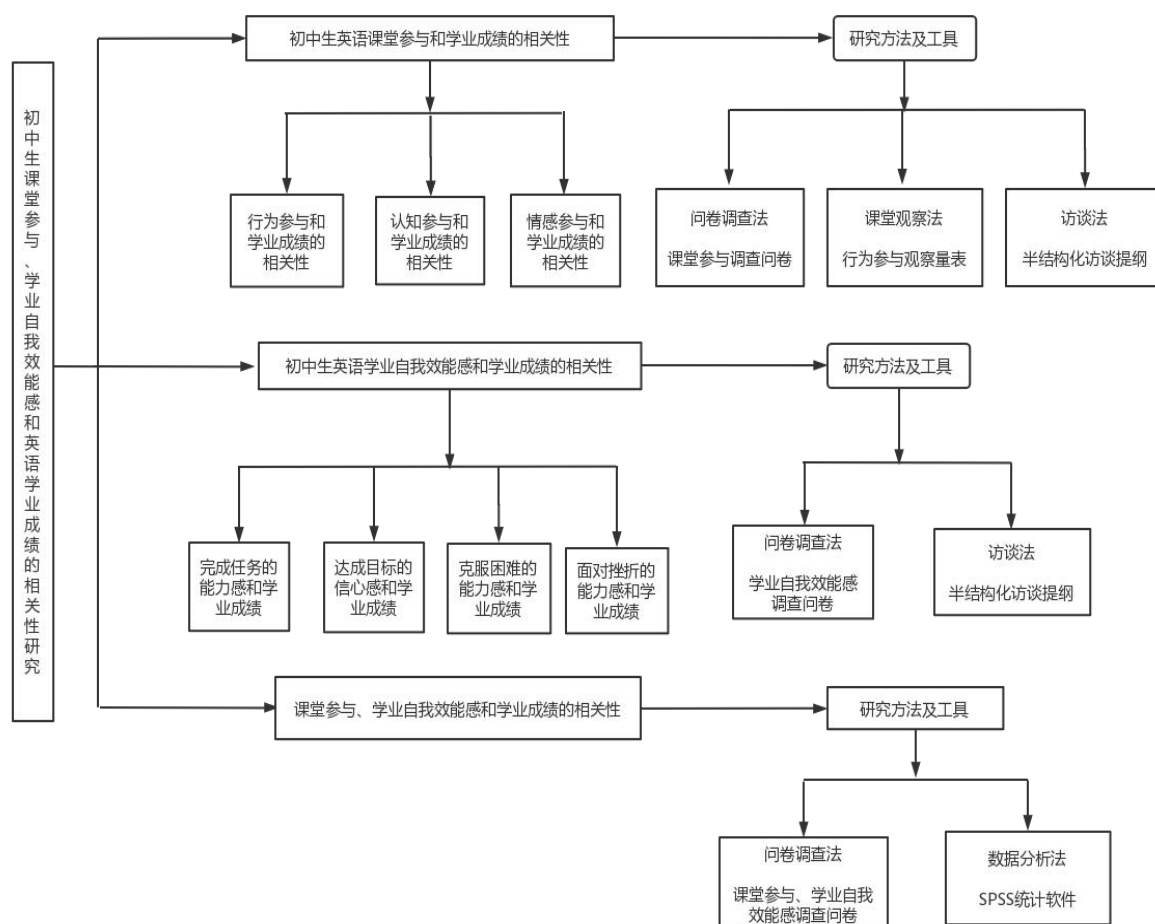 初中生课堂参与、学业自我效能感和英语学业成绩的相关性研究
初中生英语课堂参与和学业成绩的相关性
研究方法及工具
行为参与和
学业成绩的
相关性
认知参与和
学业成绩的
相关性
情感参与和
学业成绩的
相关性
问卷调查法
课堂参与调查问卷
课堂观察法
行为参与观察量表
访谈法
半结构化访谈提纲
初中生英语学业自我效能感和学业成绩的相关性
研究方法及工具
完成任务的
能力感和学
业成绩
达成目标的
信心感和学
业成绩
克服困难的
能力感和学
业成绩
面对挫折的
能力感和学
业成绩
问卷调查法
学业自我效能感
调查问卷
访谈法
半结构化访谈提纲
课堂参与、学业自我效能感和学业成绩的相关性
研究方法及工具
问卷调查法
课堂参与、学业自我
效能感调查问卷
数据分析法
SPSS统计软件